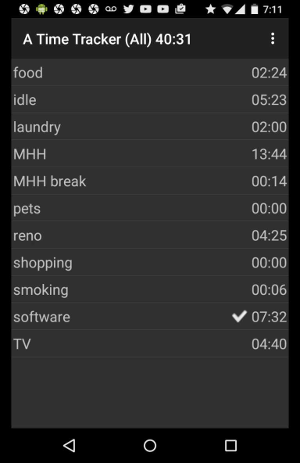 7:11
A Time Tracker (All) 40:31
food 02:24
idle 05:23
laundry 02:00
MHH 13:44
MHH break 00:14
pets 00:00
reno 04:25
shopping 00:00
smoking 00:06
software 07:32
TV 04:40